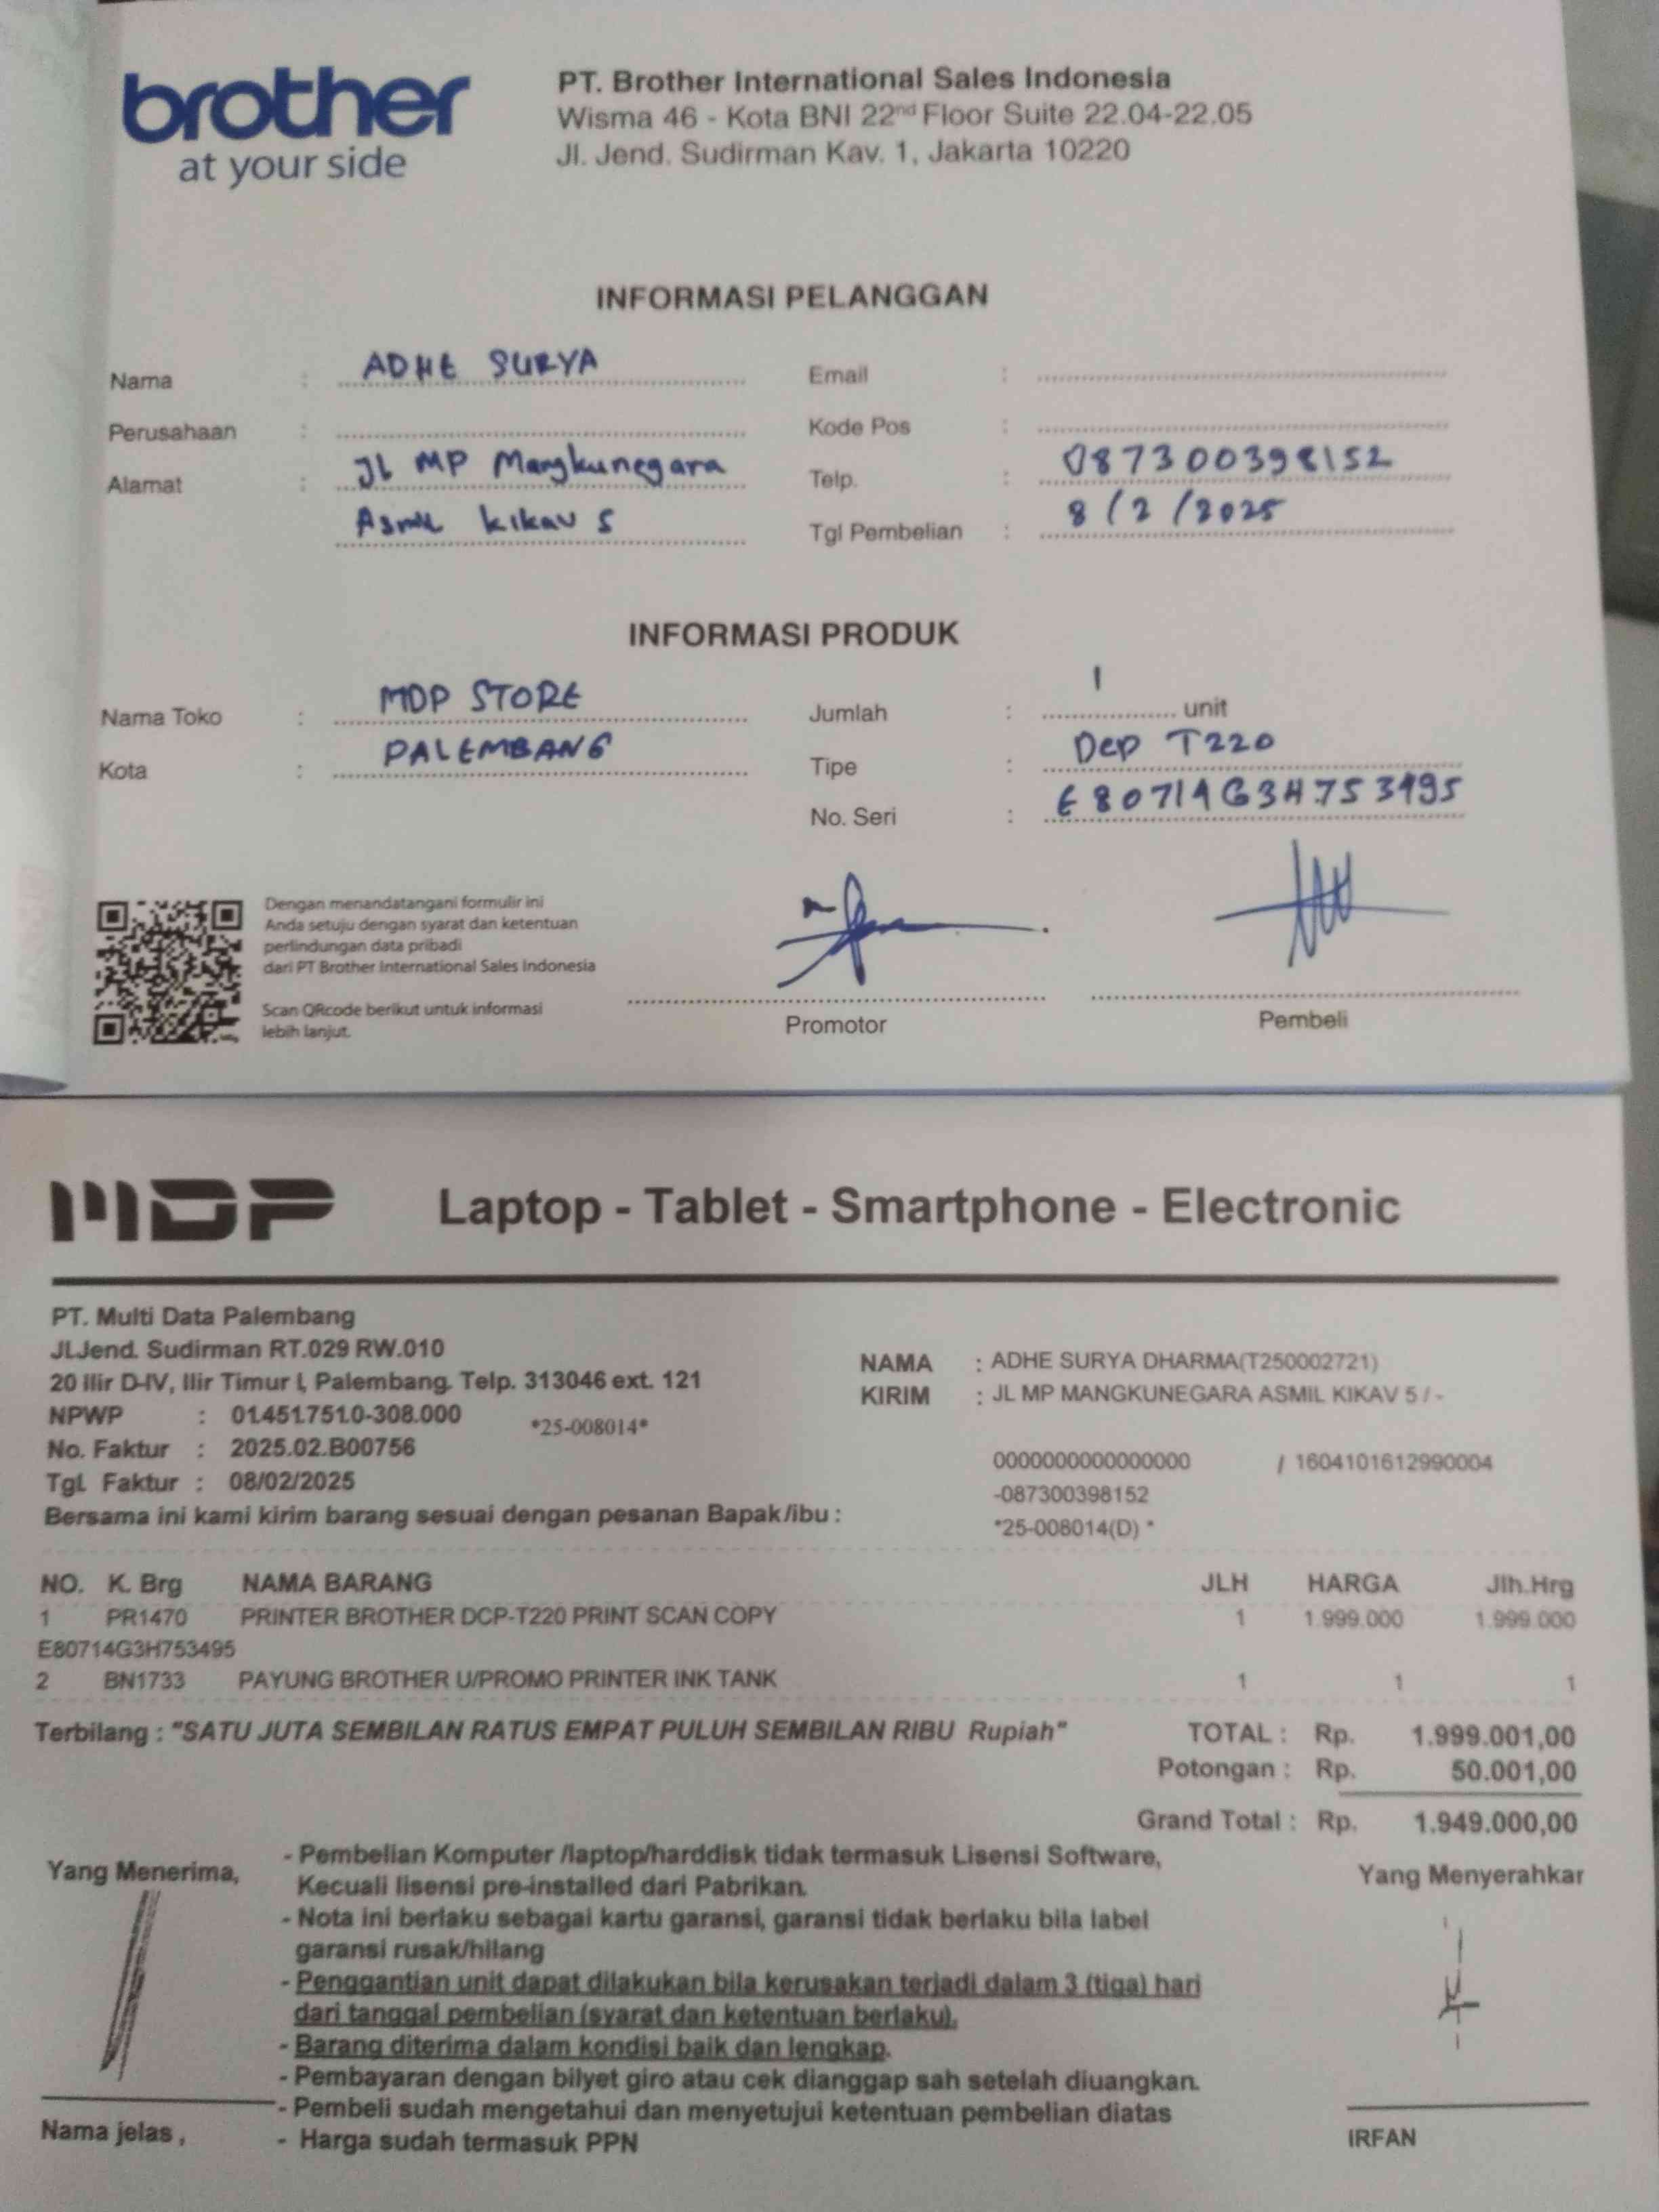 brother
at your side
PT. Brother International Sales Indonesia
Wisma 46 - Kota BNI 22nd Floor Suite 22.04-22.05
Jl. Jend. Sudirman Kav. 1, Jakarta 10220
INFORMASI PELANGGAN
Nama : ADHE SURYA
Perusahaan :
Alamat : JL MP Mangkunegara
Asmil kikav 5
Email :
Kode Pos :
Telp. : 087300398152
Tgl Pembelian : 8/2/2025
INFORMASI PRODUK
Nama Toko : MDP STORE
Kota : PALEMBANG
Jumlah : 1 unit
Tipe : Dcp T220
No. Seri : E80714G3H753495
Dengan menandatangani formulir ini
Anda setuju dengan syarat dan ketentuan
perlindungan data pribadi
dari PT Brother International Sales Indonesia
Scan QRcode berikut untuk informasi
lebih lanjut.
Promotor
Pembeli
MDP Laptop - Tablet - Smartphone - Electronic
PT. Multi Data Palembang
Jl.Jend. Sudirman RT.029 RW.010
20 Ilir D-IV, Ilir Timur I, Palembang. Telp. 313046 ext. 121
NPWP : 01.451.751.0-308.000 *25-008014*
No. Faktur : 2025.02.B00756
Tgl. Faktur : 08/02/2025
Bersama ini kami kirim barang sesuai dengan pesanan Bapak/ibu :
NAMA : ADHE SURYA DHARMA(T250002721)
KIRIM : JL MP MANGKUNEGARA ASMIL KIKAV 5 / -
0000000000000000 / 1604101612990004
-087300398152
*25-008014(D) *
NO. K. Brg NAMA BARANG JLH HARGA Jlh.Hrg
1 PR1470 PRINTER BROTHER DCP-T220 PRINT SCAN COPY 1 1.999.000 1.999.000
E80714G3H753495
2 BN1733 PAYUNG BROTHER U/PROMO PRINTER INK TANK 1 1 1
Terbilang : "SATU JUTA SEMBILAN RATUS EMPAT PULUH SEMBILAN RIBU Rupiah"
TOTAL : Rp. 1.999.001,00
Potongan : Rp. 50.001,00
Grand Total : Rp. 1.949.000,00
Yang Menerima,
- Pembelian Komputer /laptop/harddisk tidak termasuk Lisensi Software,
Kecuali lisensi pre-installed dari Pabrikan.
- Nota ini berlaku sebagai kartu garansi, garansi tidak berlaku bila label
garansi rusak/hilang
- Penggantian unit dapat dilakukan bila kerusakan terjadi dalam 3 (tiga) hari
dari tanggal pembelian (syarat dan ketentuan berlaku).
- Barang diterima dalam kondisi baik dan lengkap.
- Pembayaran dengan bilyet giro atau cek dianggap sah setelah diuangkan.
- Pembeli sudah mengetahui dan menyetujui ketentuan pembelian diatas
- Harga sudah termasuk PPN
Nama jelas ,
Yang Menyerahkar
IRFAN